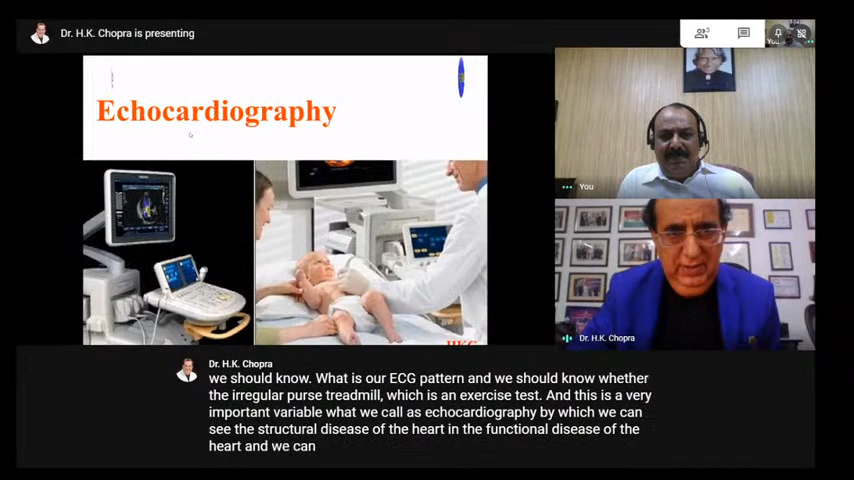 Dr. H.K. Chopra is presenting
3
You
Echocardiography
You
HKC
Dr. H.K. Chopra
Dr. H.K. Chopra
we should know. What is our ECG pattern and we should know whether
the irregular purse treadmill, which is an exercise test. And this is a very
important variable what we call as echocardiography by which we can
see the structural disease of the heart in the functional disease of the
heart and we can